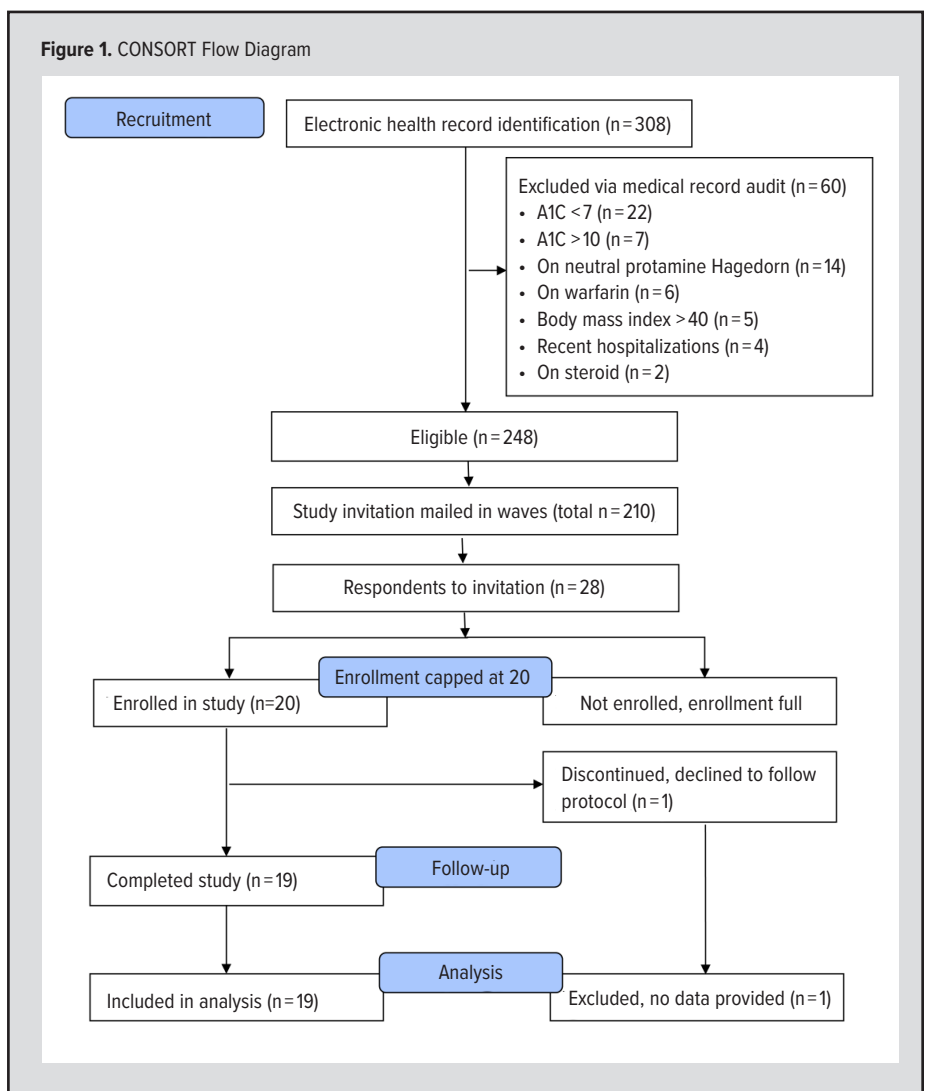 Figure 1. CONSORT Flow Diagram
Recruitment
Electronic health record identification (n=308)
Excluded via medical record audit (n=60)
• A1C <7 (n=22)
• A1C >10 (n=7)
• On neutral protamine Hagedorn (n=14)
• On warfarin (n=6)
• Body mass index >40 (n=5)
• Recent hospitalizations (n=4)
• On steroid (n=2)
Eligible (n=248)
Study invitation mailed in waves (total n=210)
Respondents to invitation (n=28)
Enrollment capped at 20
Enrolled in study (n=20)
Not enrolled, enrollment full
Discontinued, declined to follow
protocol (n=1)
Completed study (n=19)
Follow-up
Analysis
Included in analysis (n=19)
Excluded, no data provided (n=1)